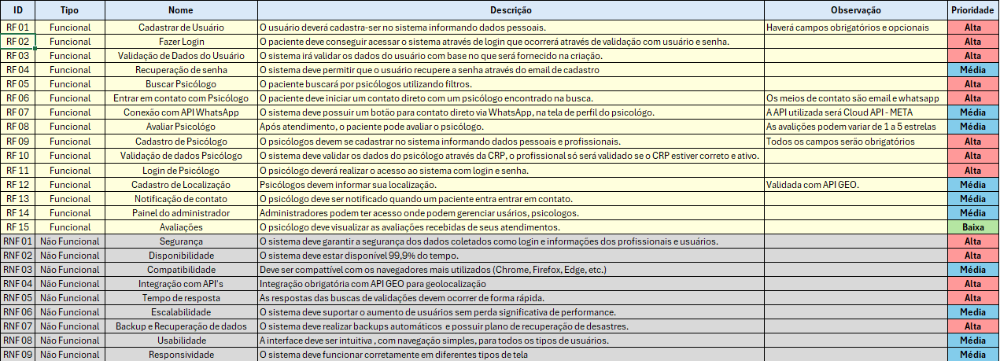 ID Tipo Nome Descrição Observação Prioridade
RF 01 Funcional Cadastrar de Usuário O usuário deverá cadastra-ser no sistema informando dados pessoais. Haverá campos obrigatórios e opcionais Alta
RF 02 Funcional Fazer Login O paciente deve conseguir acessar o sistema através de login que ocorrerá através de validação com usuário e senha. Alta
RF 03 Funcional Validação de Dados do Usuário O sistema irá validar os dados do usuário com base no que será fornecido na criação. Alta
RF 04 Funcional Recuperação de senha O sistema deve permitir que o usuário recupere a senha através do email de cadastro Média
RF 05 Funcional Buscar Psicólogo O paciente buscará por psicólogos utilizando filtros. Alta
RF 06 Funcional Entrar em contato com Psicólogo O paciente deve iniciar um contato direto com um psicólogo encontrado na busca. Os meios de contato são email e whatsapp Alta
RF 07 Funcional Conexão com API WhatsApp O sistema deve possuir um botão para contato direto via WhatsApp, na tela de perfil do psicológo. A API utilizada será Cloud API - META Média
RF 08 Funcional Avaliar Psicológo Após atendimento, o paciente pode avaliar o psicólogo. As avalições podem variar de 1 a 5 estrelas Média
RF 09 Funcional Cadastro de Psicólogo O psicólogos devem se cadastrar no sistema informando dados pessoais e profissionais. Todos os campos serão obrigatórios Alta
RF 10 Funcional Validação de dados Psicólogo O sistema deve validar os dados do psicólogo através da CRP, o profissional só será validado se o CRP estiver correto e ativo. Alta
RF 11 Funcional Login de Psicólogo O psicólogo deverá realizar o acesso ao sistema com login e senha. Alta
RF 12 Funcional Cadastro de Localização Psicólogos devem informar sua localização. Validada com API GEO. Média
RF 13 Funcional Notificação de contato O psicólogo deve ser notificado quando um paciente entra entrar em contato. Média
RF 14 Funcional Painel do administrador Administradores podem ter acesso onde podem gerenciar usários, psicologos. Média
RF 15 Funcional Avaliações O psicólogo deve visualizar as avaliações recebidas de seus atendimentos. Baixa
RNF 01 Não Funcional Segurança O sistema deve garantir a segurança dos dados coletados como login e informações dos profissionais e usuários. Alta
RNF 02 Não Funcional Disponibilidade O sistema deve estar disponível 99,9% do tempo. Alta
RNF 03 Não Funcional Compatibilidade Deve ser compattível com os navegadores mais utilizados (Chrome, Firefox, Edge, etc.) Média
RNF 04 Não Funcional Integração com API's Integração obrigatória com API GEO para geolocalização Alta
RNF 05 Não Funcional Tempo de resposta As respostas das buscas de validações devem ocorrer de forma rápida. Alta
RNF 06 Não Funcional Escalabilidade O sistema deve suportar o aumento de usuários sem perda significativa de performance. Media
RNF 07 Não Funcional Backup e Recuperação de dados O sistema deve realizar backups automáticos e possuir plano de recuperação de desastres. Alta
RNF 08 Não Funcional Usabilidade A interface deve ser intuitiva , com navegação simples, para todos os tipos de usuários. Média
RNF 09 Não Funcional Responsividade O sistema deve funcionar corretamente em diferentes tipos de tela Média